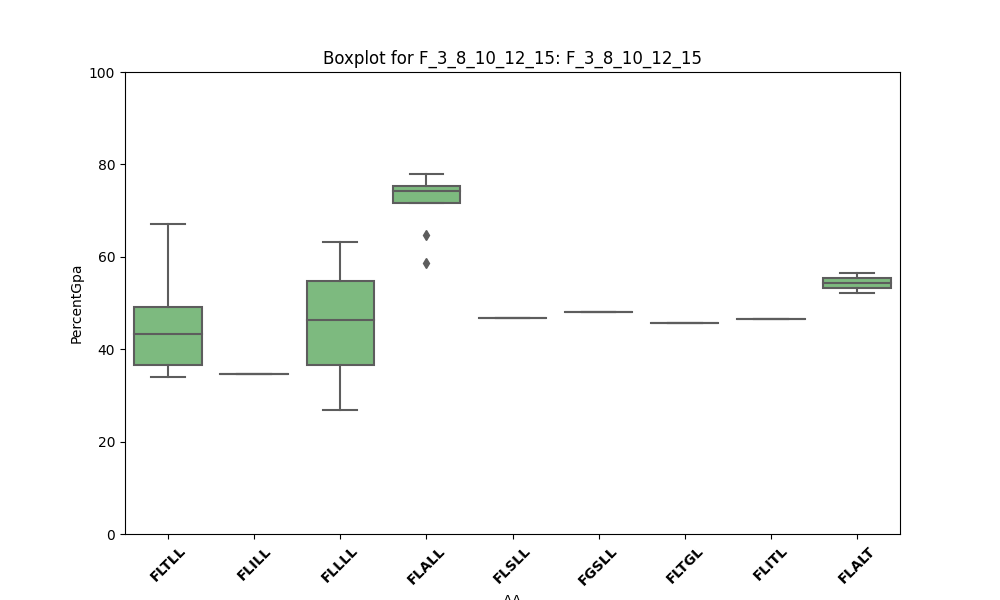 Boxplot for F_3_8_10_12_15: F_3_8_10_12_15
100
80
60
40
20
0
PercentGpa
FLTLL
FLILL
FLLLL
FLALL
FLSLL
FGSLL
FLTGL
FLITL
FLALT
AA